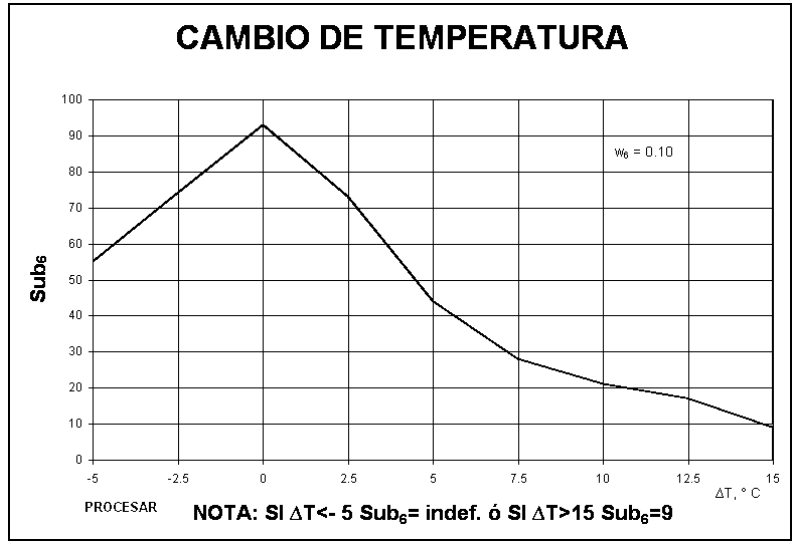 CAMBIO DE TEMPERATURA
100
90
80
70
60
50
40
30
20
10
0
Sub₆
w₆ = 0.10
-5 -2.5 0 2.5 5 7.5 10 12.5 15
ΔT, ° C
PROCESAR
NOTA: SI ΔT<- 5 Sub₆= indef. ó SI ΔT>15 Sub₆=9